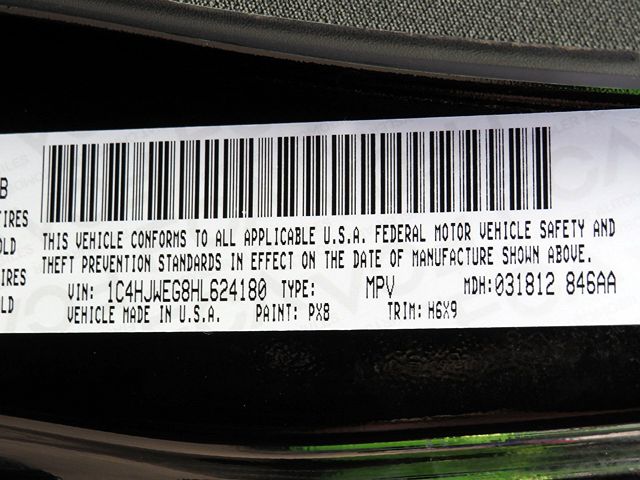 B
IRES
OLD
IRES
OLD
THIS VEHICLE CONFORMS TO ALL APPLICABLE U.S.A. FEDERAL MOTOR VEHICLE SAFETY AND
THEFT PREVENTION STANDARDS IN EFFECT ON THE DATE OF MANUFACTURE SHOWN ABOVE.
VIN: 1C4HJWEG8HL624180 TYPE: MPV MDH:031812 846AA
VEHICLE MADE IN U.S.A. PAINT: PX8 TRIM: H6X9